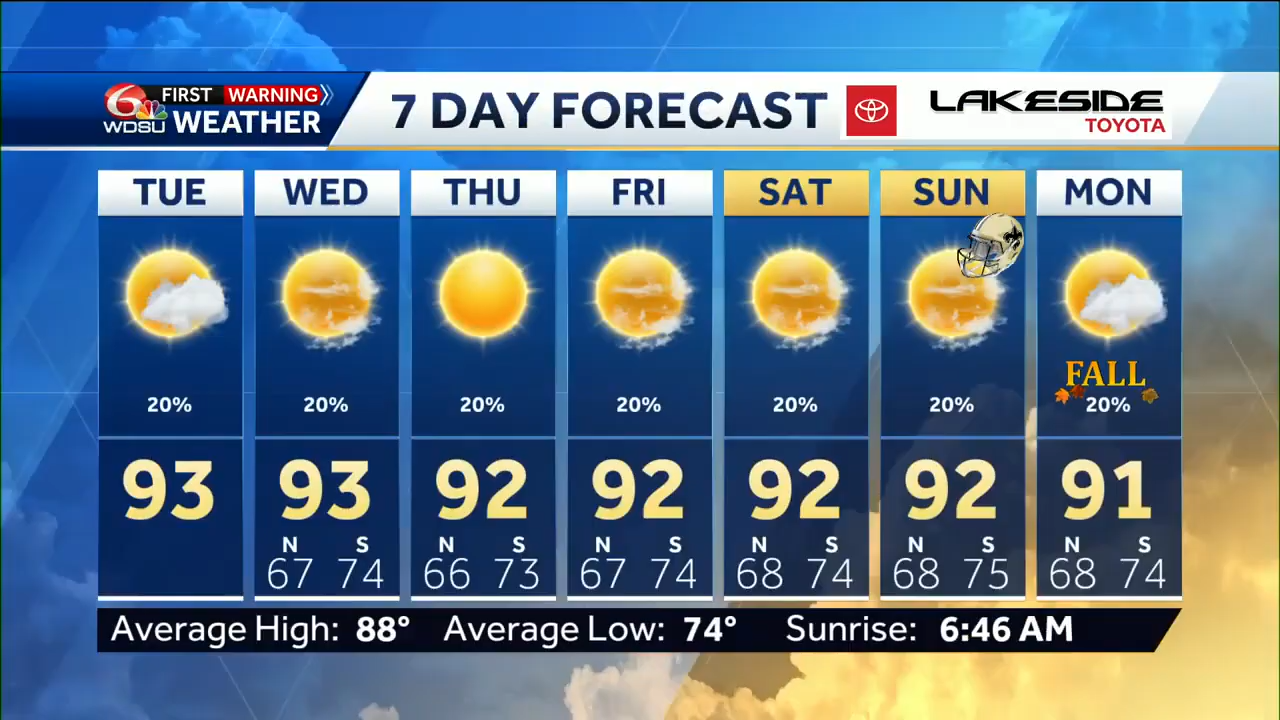 6 WDSU FIRST WARNING WEATHER
7 DAY FORECAST
LAKESIDE
TOYOTA
TUE WED THU FRI SAT SUN MON
FALL
20% 20% 20% 20% 20% 20% 20%
93 93 92 92 92 92 91
N S N S N S N S N S N S
67 74 66 73 67 74 68 74 68 75 68 74
Average High: 88° Average Low: 74° Sunrise: 6:46 AM